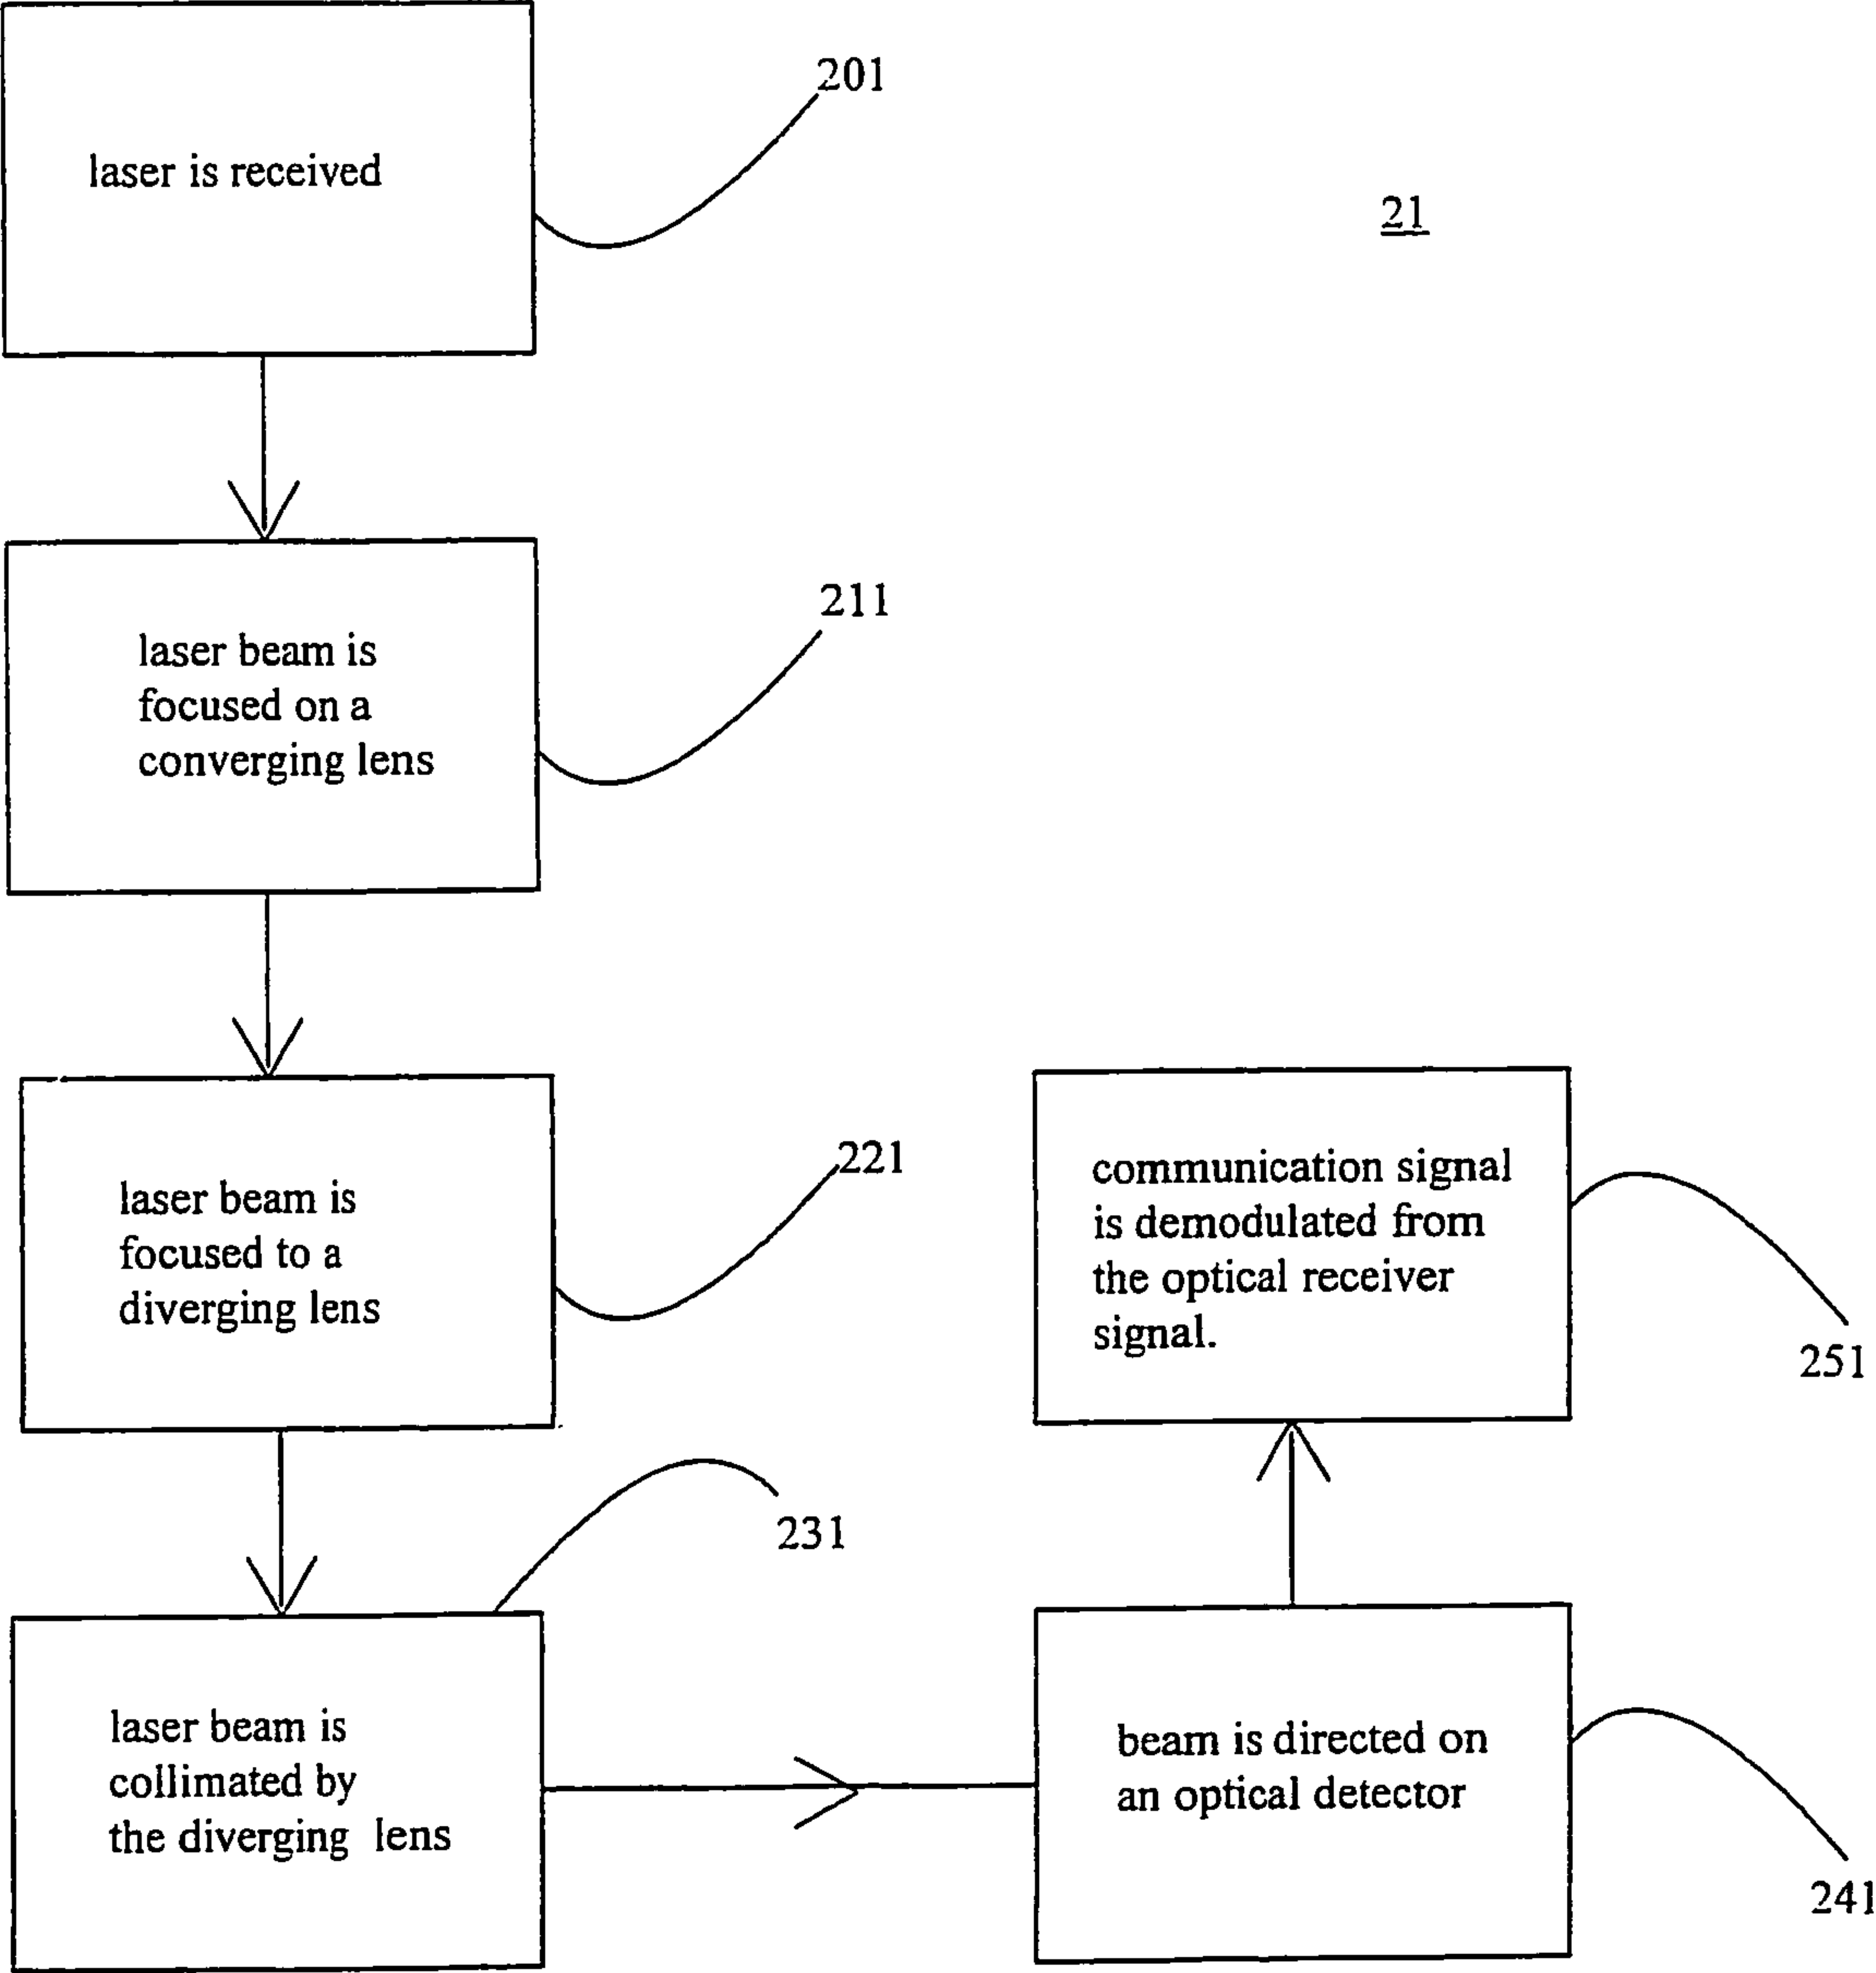 201
laser is received
21
211
laser beam is
focused on a
converging lens
221
laser beam is
focused to a
diverging lens
communication signal
is demodulated from
the optical receiver
signal.
251
231
laser beam is
collimated by
the diverging lens
beam is directed on
an optical detector
241